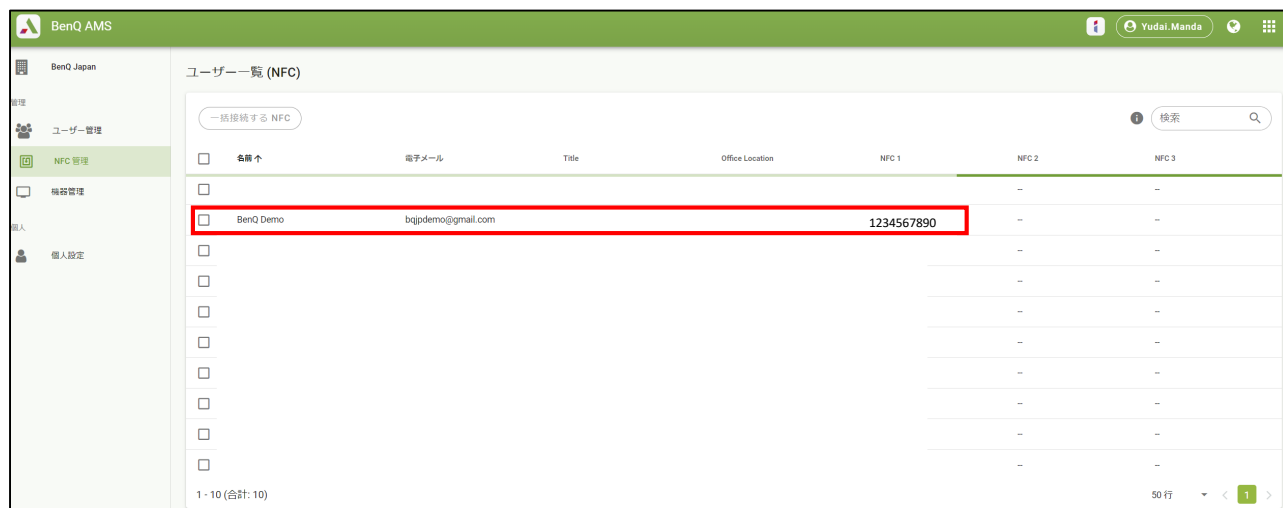 BenQ AMS
Yudai.Manda
BenQ Japan
ユーザー一覧 (NFC)
管理
一括接続する NFC
検索
ユーザー管理
NFC 管理
名前 電子メール Title Office Location NFC 1 NFC 2 NFC 3
機器管理
-- --
BenQ Demo bqjpdemo@gmail.com 1234567890 -- --
個人
個人設定
-- --
-- --
-- --
-- --
-- --
-- --
-- --
-- --
1 - 10 (合計: 10) 50 行 1